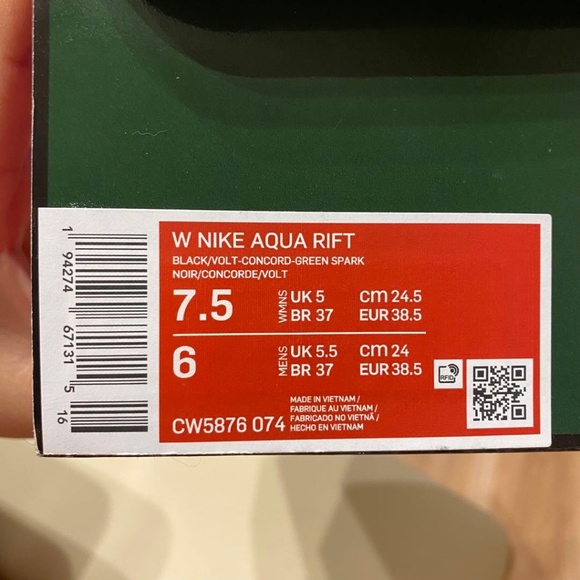 W NIKE AQUA RIFT
BLACK/VOLT-CONCORD-GREEN SPARK
NOIR/CONCORDE/VOLT
7.5 WMNS UK 5 cm 24.5
BR 37 EUR 38.5
6 MENS UK 5.5 cm 24
BR 37 EUR 38.5
RFID
CW5876 074
MADE IN VIETNAM /
FABRIQUE AU VIETNAM /
FABRICADO NO VIETNÃ /
HECHO EN VIETNAM
1 94274 67131 5 16